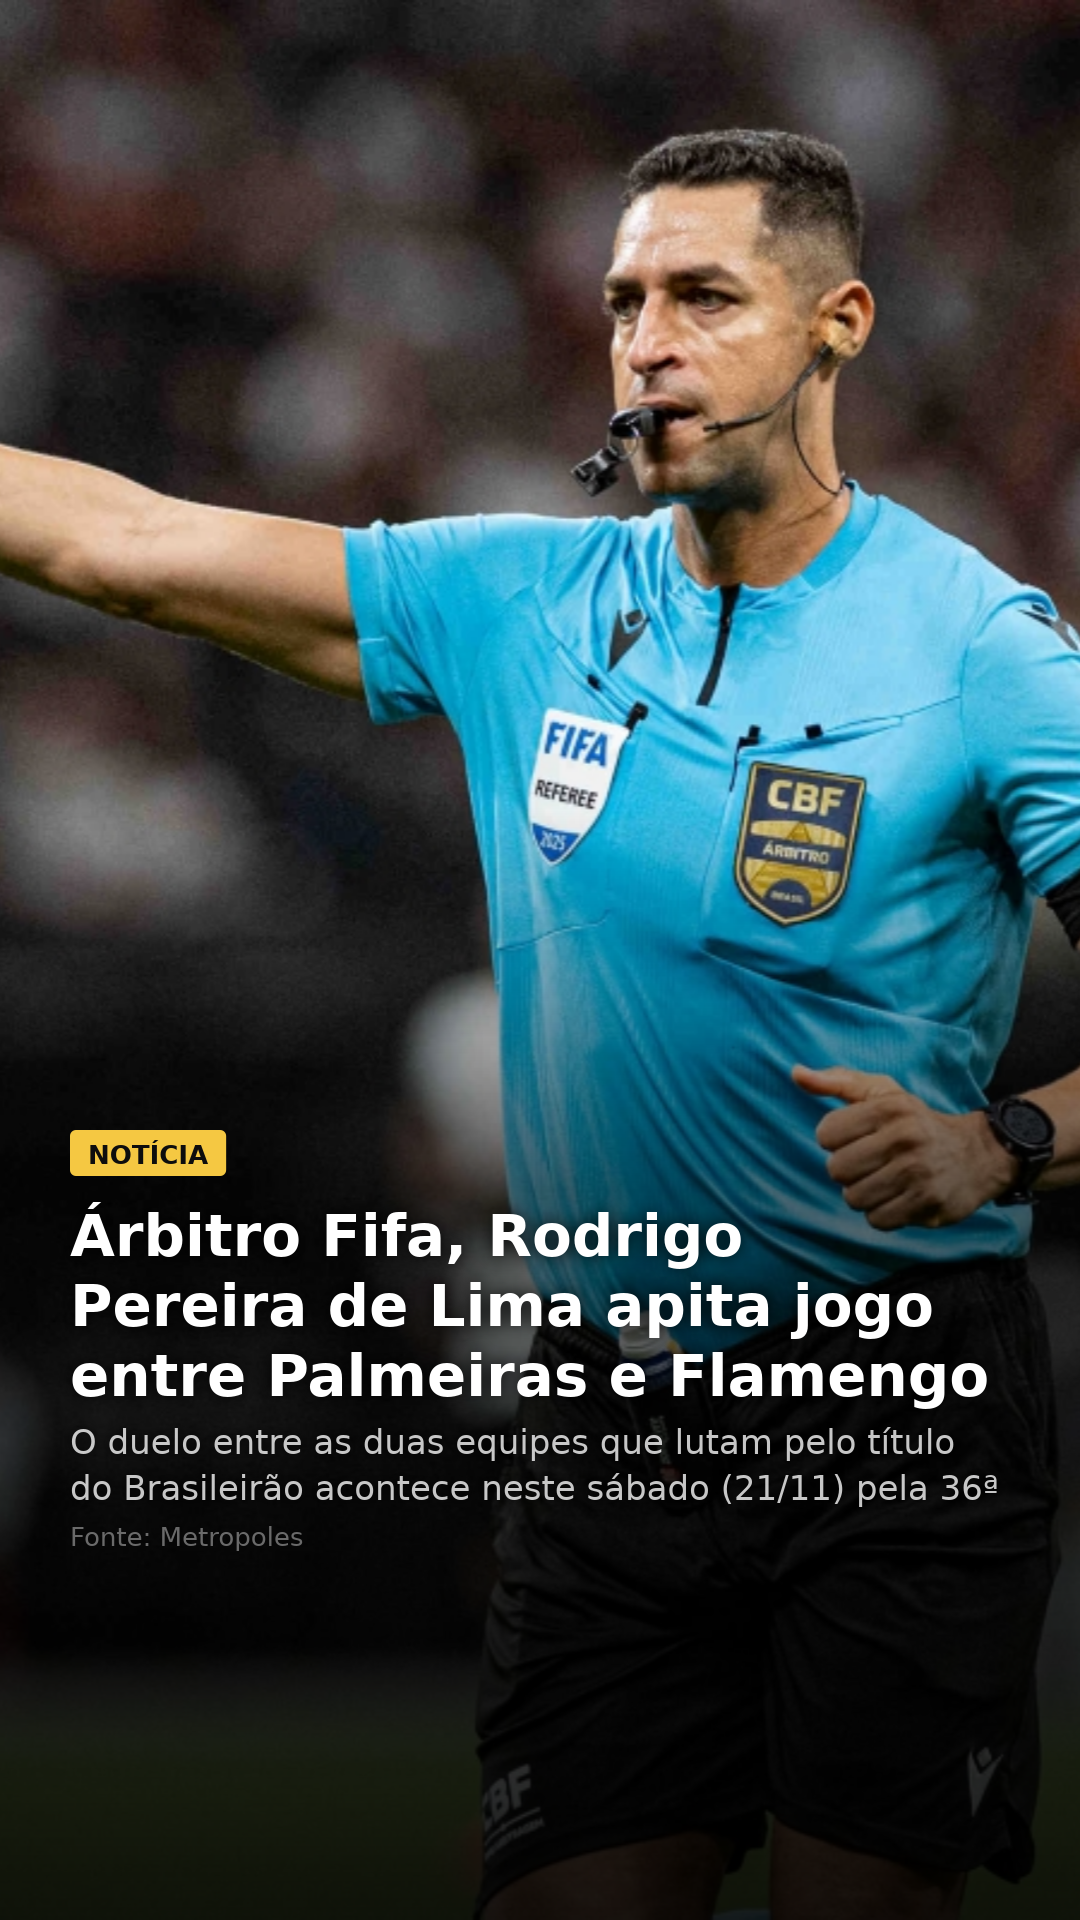 FIFA
REFEREE
2025
CBF
ÁRBITRO
BRASIL
NOTÍCIA
Árbitro Fifa, Rodrigo
Pereira de Lima apita jogo
entre Palmeiras e Flamengo
O duelo entre as duas equipes que lutam pelo título
do Brasileirão acontece neste sábado (21/11) pela 36ª
Fonte: Metropoles
CBF